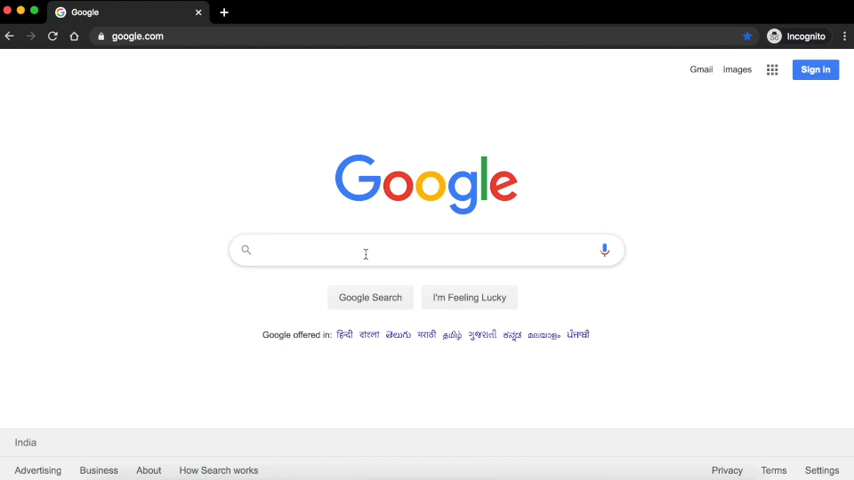 Google
google.com
Incognito
Gmail Images Sign in
Google
Google Search I'm Feeling Lucky
Google offered in: हिन्दी বাংলা తెలుగు मराठी தமிழ் ગુજરાતી ಕನ್ನಡ മലയാളം ਪੰਜਾਬੀ
India
Advertising Business About How Search works Privacy Terms Settings